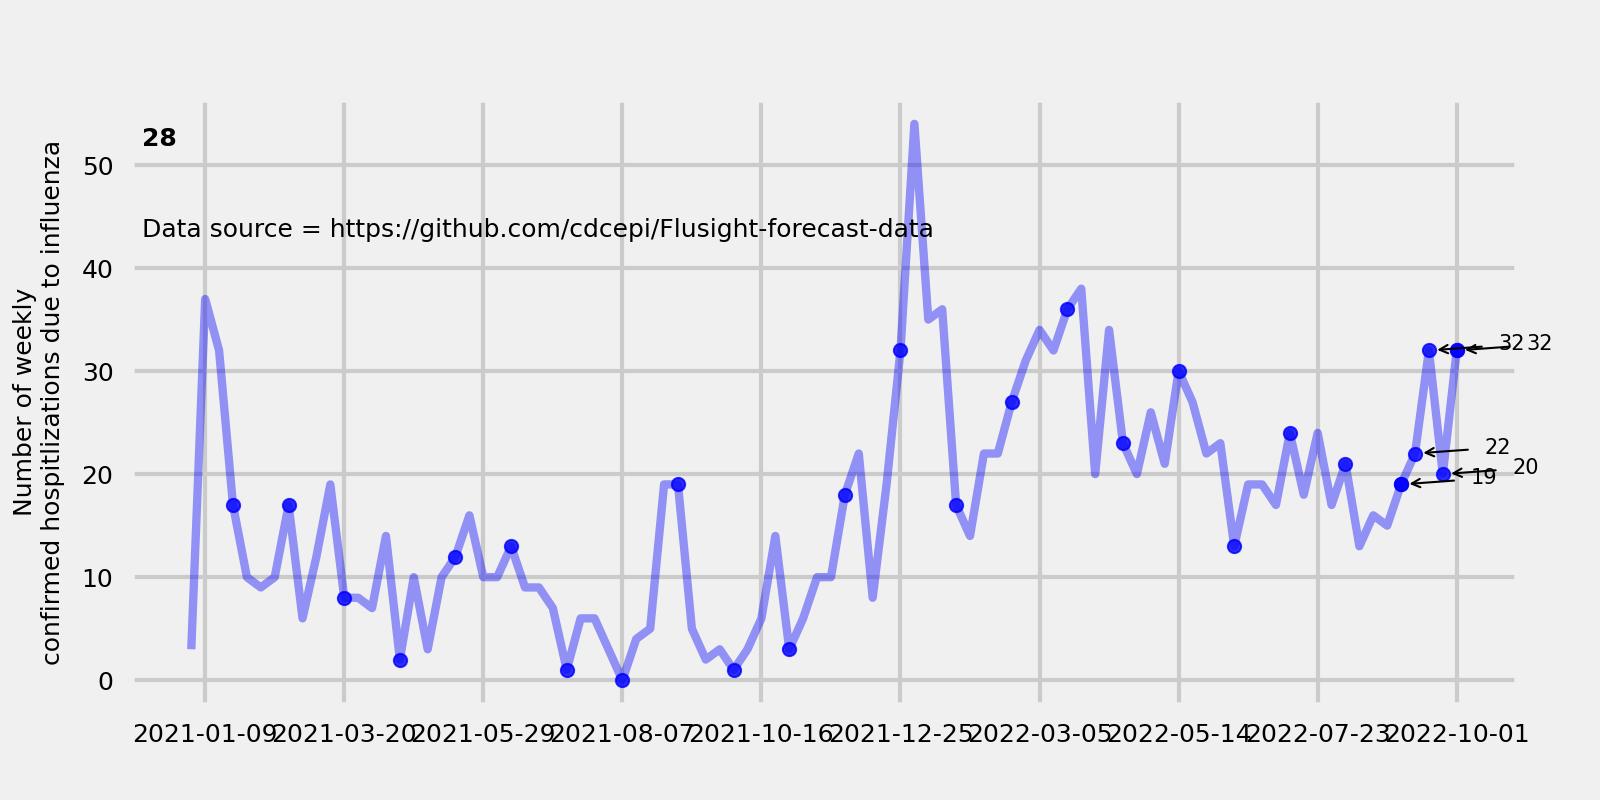 28
Data source = https://github.com/cdcepi/Flusight-forecast-data
Number of weekly
confirmed hospitlizations due to influenza
50
40
30
20
10
0
32 32
22
20
19
2021-01-09 2021-03-20 2021-05-29 2021-08-07 2021-10-16 2021-12-25 2022-03-05 2022-05-14 2022-07-23 2022-10-01